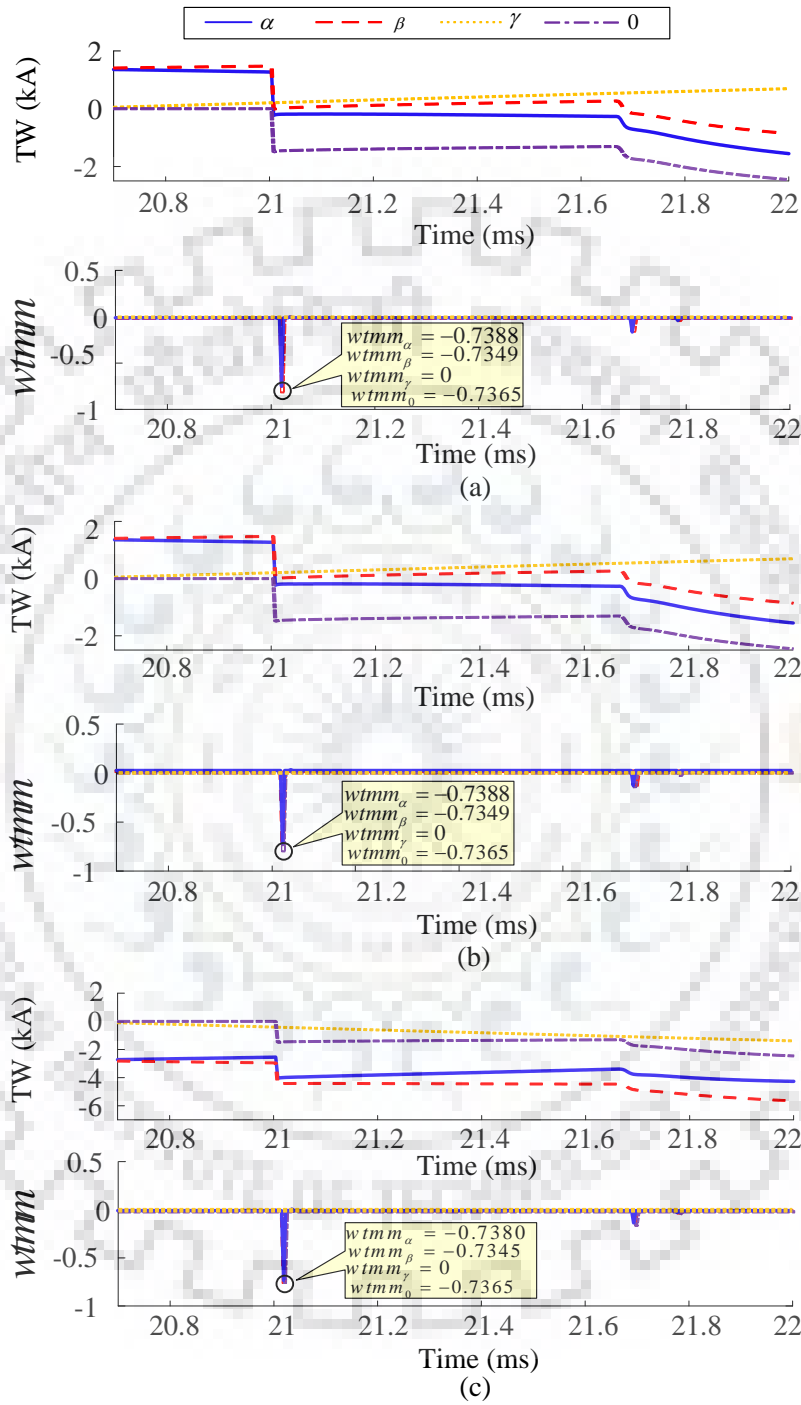 α β γ 0
TW (kA)
2
0
-2
20.8 21 21.2 21.4 21.6 21.8 22
Time (ms)
wtmm
0.5
0
-0.5
-1
wtmm_α = −0.7388
wtmm_β = −0.7349
wtmm_γ = 0
wtmm_0 = −0.7365
20.8 21 21.2 21.4 21.6 21.8 22
Time (ms)
(a)
TW (kA)
2
0
-2
20.8 21 21.2 21.4 21.6 21.8 22
Time (ms)
wtmm
0.5
0
-0.5
-1
wtmm_α = −0.7388
wtmm_β = −0.7349
wtmm_γ = 0
wtmm_0 = −0.7365
20.8 21 21.2 21.4 21.6 21.8 22
Time (ms)
(b)
TW (kA)
2
0
-2
-4
-6
20.8 21 21.2 21.4 21.6 21.8 22
Time (ms)
wtmm
0.5
0
-0.5
-1
wtmm_α = −0.7380
wtmm_β = −0.7345
wtmm_γ = 0
wtmm_0 = −0.7365
20.8 21 21.2 21.4 21.6 21.8 22
Time (ms)
(c)